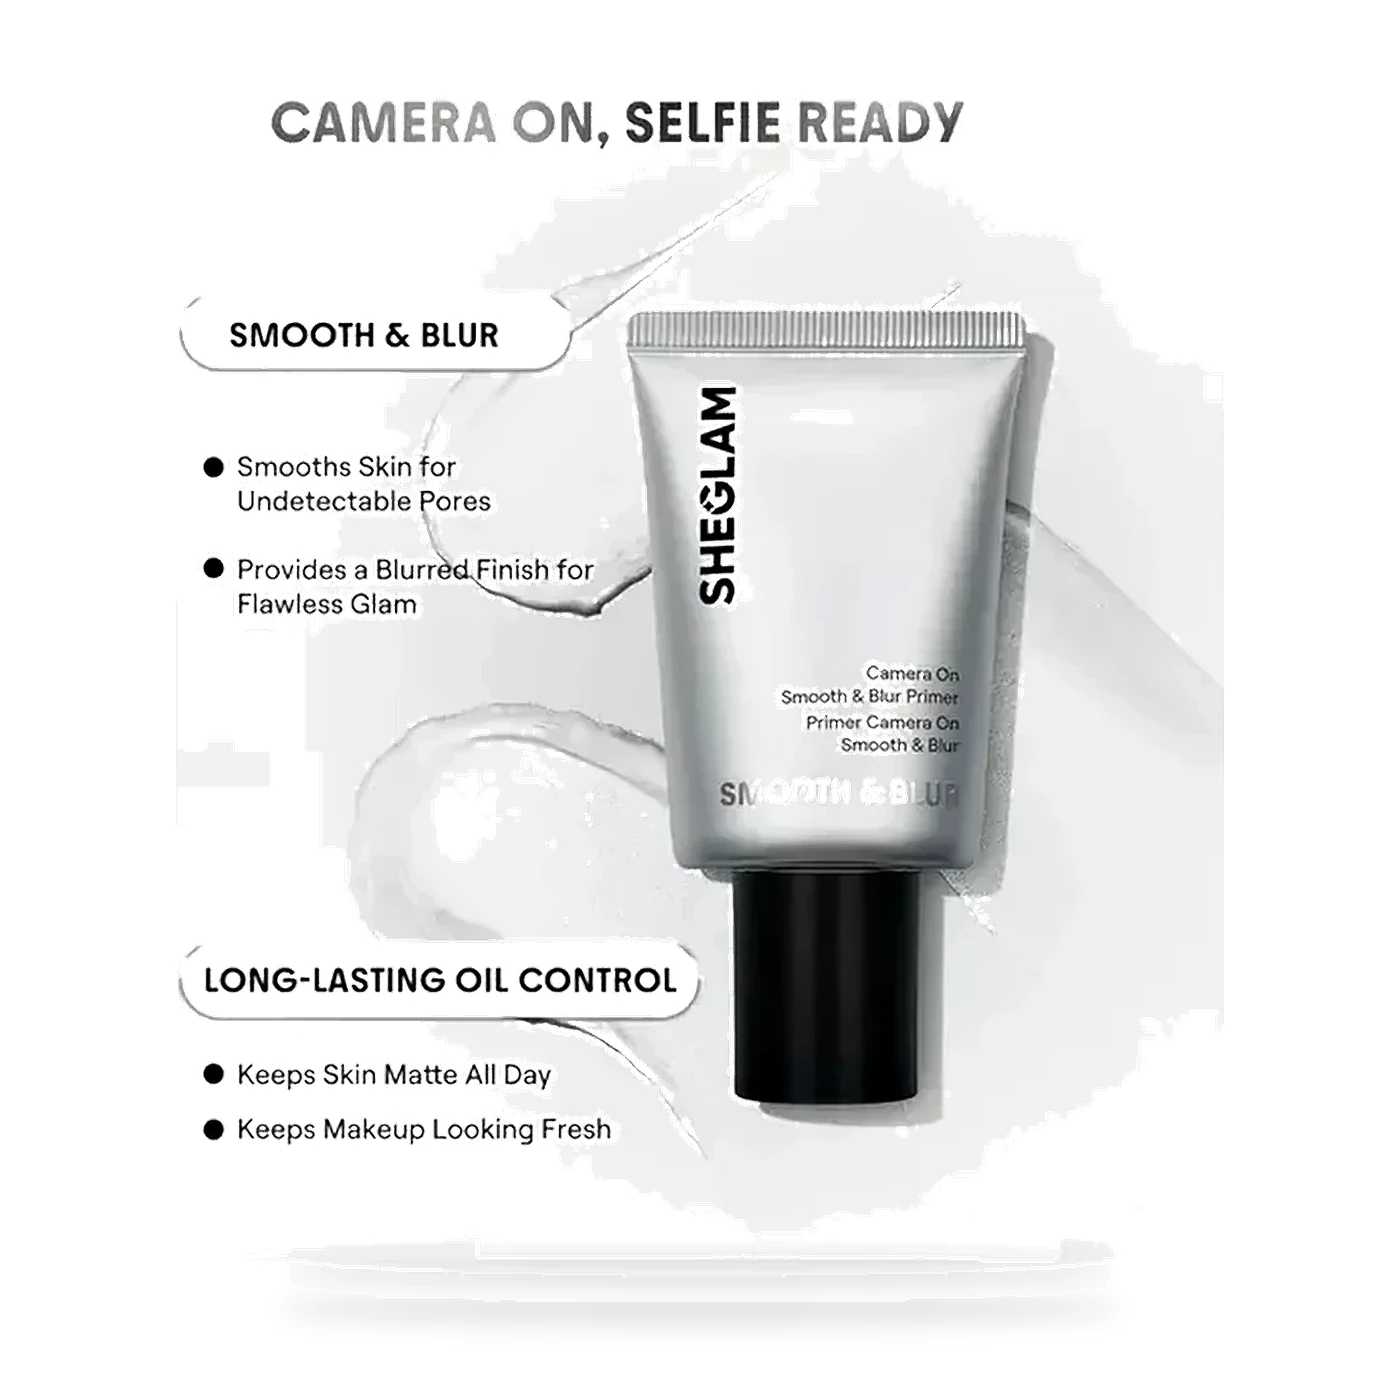 CAMERA ON, SELFIE READY
SMOOTH & BLUR
Smooths Skin for
Undetectable Pores
Provides a Blurred Finish for
Flawless Glam
SHEGLAM
Camera On
Smooth & Blur Primer
Primer Camera On
Smooth & Blur
SMOOTH & BLUR
LONG-LASTING OIL CONTROL
Keeps Skin Matte All Day
Keeps Makeup Looking Fresh